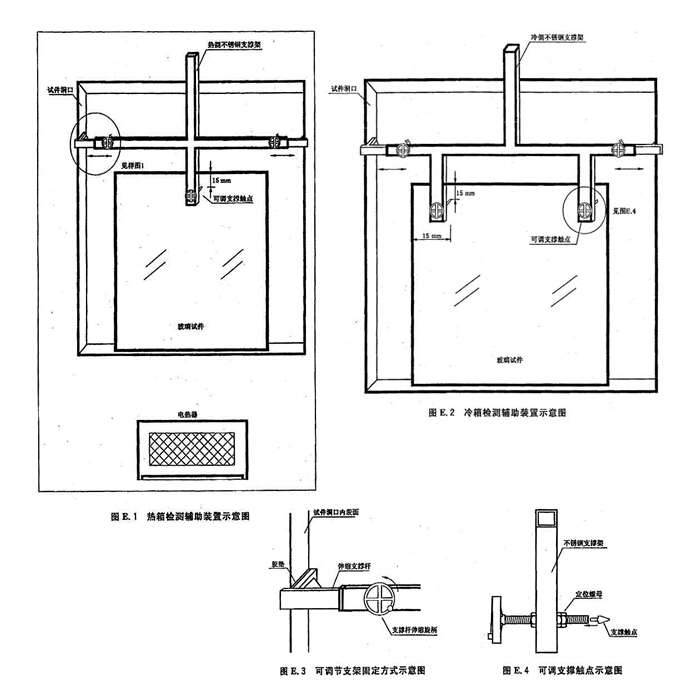 热侧不锈钢支撑架
试件洞口
见样图1
15 mm
可调支撑触点
玻璃试件
电热器
图 E.1 热箱检测辅助装置示意图
冷侧不锈钢支撑架
试件洞口
15 mm
见图E.4
15 mm
可调支撑触点
玻璃试件
图 E.2 冷箱检测辅助装置示意图
试件洞口内表面
胶垫
伸缩支撑杆
支撑杆伸缩旋柄
图 E.3 可调节支架固定方式示意图
不锈钢支撑架
定位螺母
支撑触点
图 E.4 可调支撑触点示意图